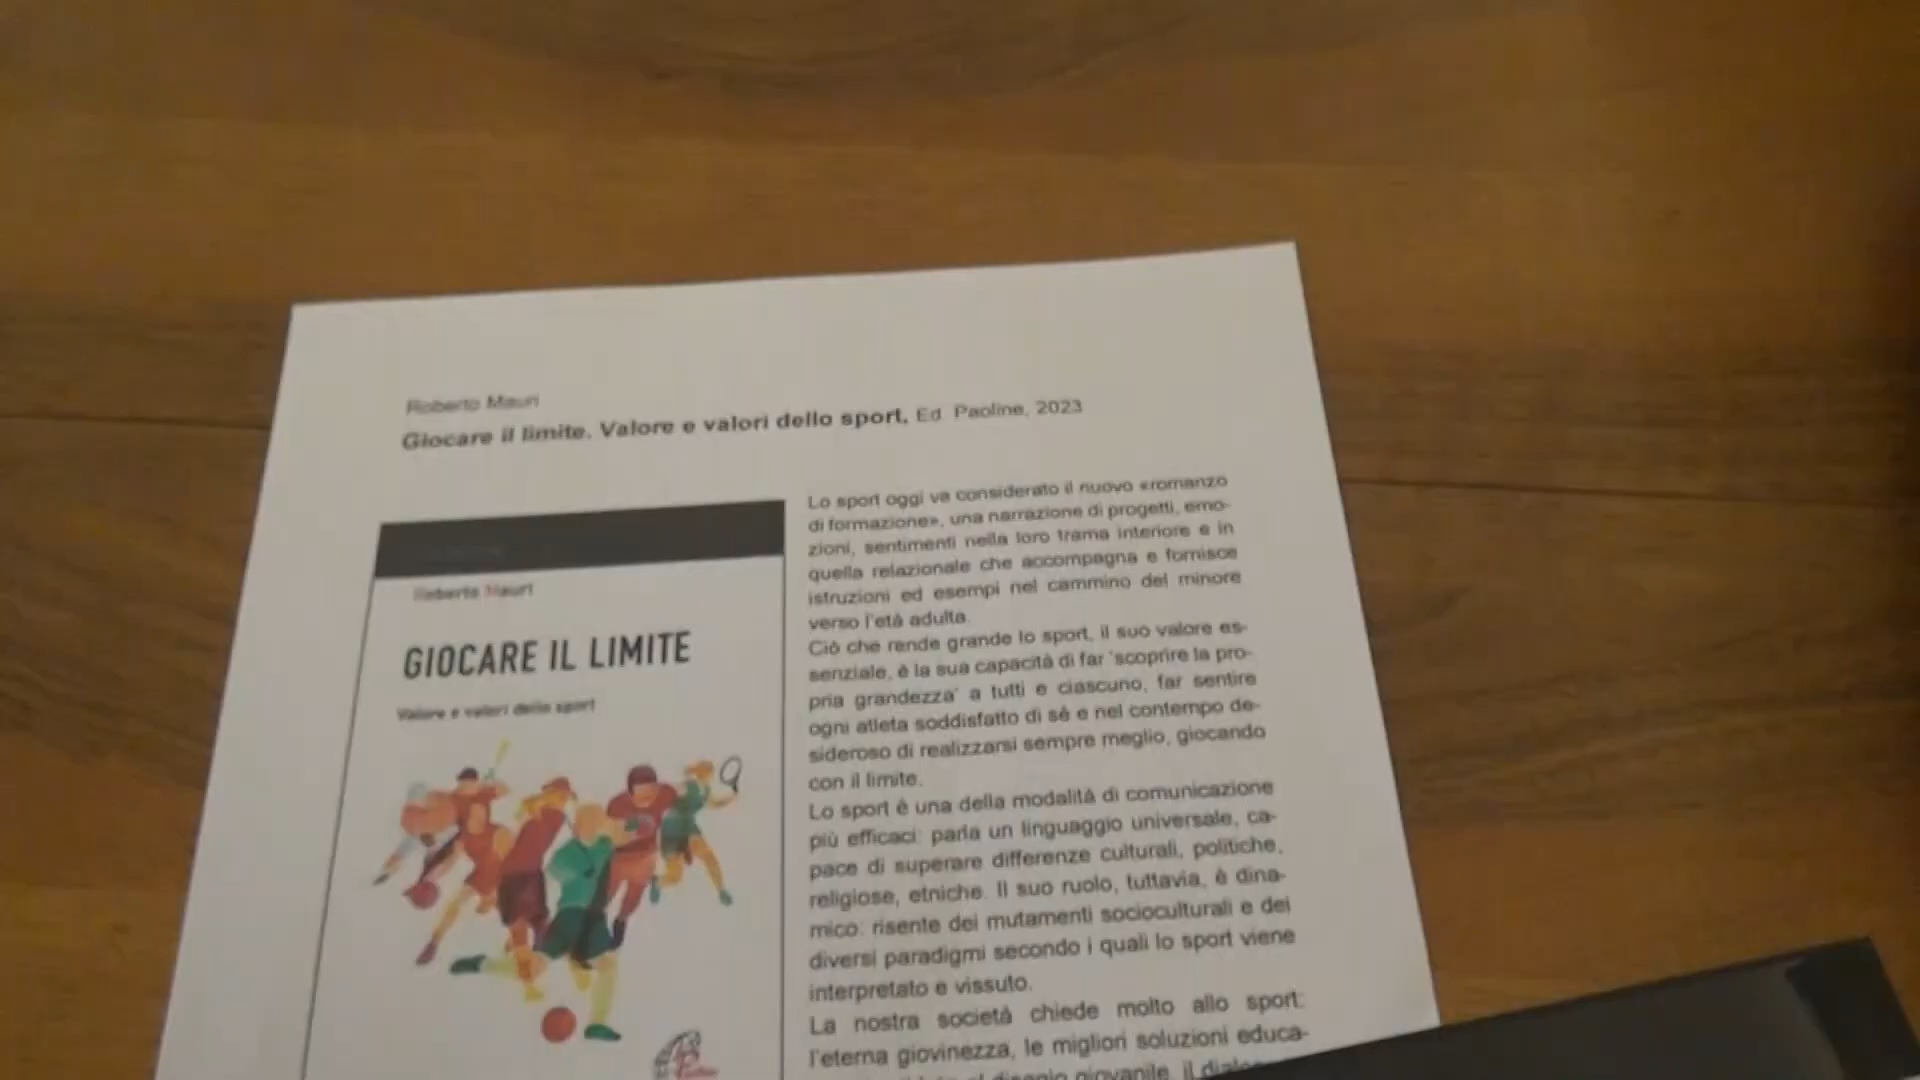 Roberto Mauri
Giocare il limite. Valore e valori dello sport, Ed. Paoline, 2023
Roberto Mauri
GIOCARE IL LIMITE
Valore e valori dello sport
Lo sport oggi va considerato il nuovo «romanzo
di formazione», una narrazione di progetti, emo-
zioni, sentimenti nella loro trama interiore e in
quella relazionale che accompagna e fornisce
istruzioni ed esempi nel cammino del minore
verso l'età adulta.
Ciò che rende grande lo sport, il suo valore es-
senziale, è la sua capacità di far 'scoprire la pro-
pria grandezza' a tutti e ciascuno, far sentire
ogni atleta soddisfatto di sé e nel contempo de-
sideroso di realizzarsi sempre meglio, giocando
con il limite.
Lo sport è una della modalità di comunicazione
più efficaci: parla un linguaggio universale, ca-
pace di superare differenze culturali, politiche,
religiose, etniche. Il suo ruolo, tuttavia, è dina-
mico: risente dei mutamenti socioculturali e dei
diversi paradigmi secondo i quali lo sport viene
interpretato e vissuto.
La nostra società chiede molto allo sport:
l'eterna giovinezza, le migliori soluzioni educa-
giovanile, il